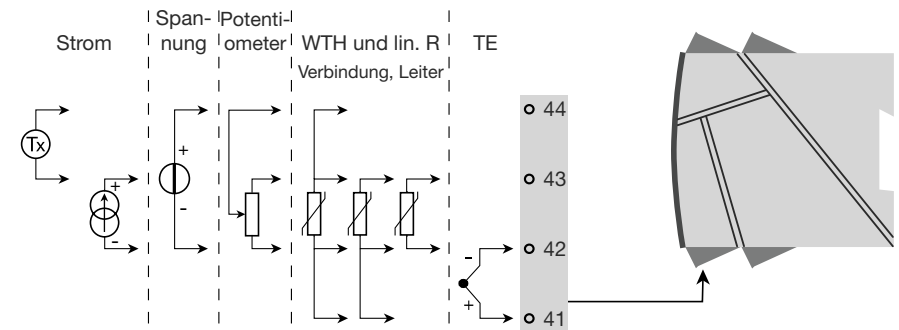 Strom
Span-
nung
Potenti-
ometer
WTH und lin. R
Verbindung, Leiter
TE
Tx
+
-
+
-
-
+
44
43
42
41